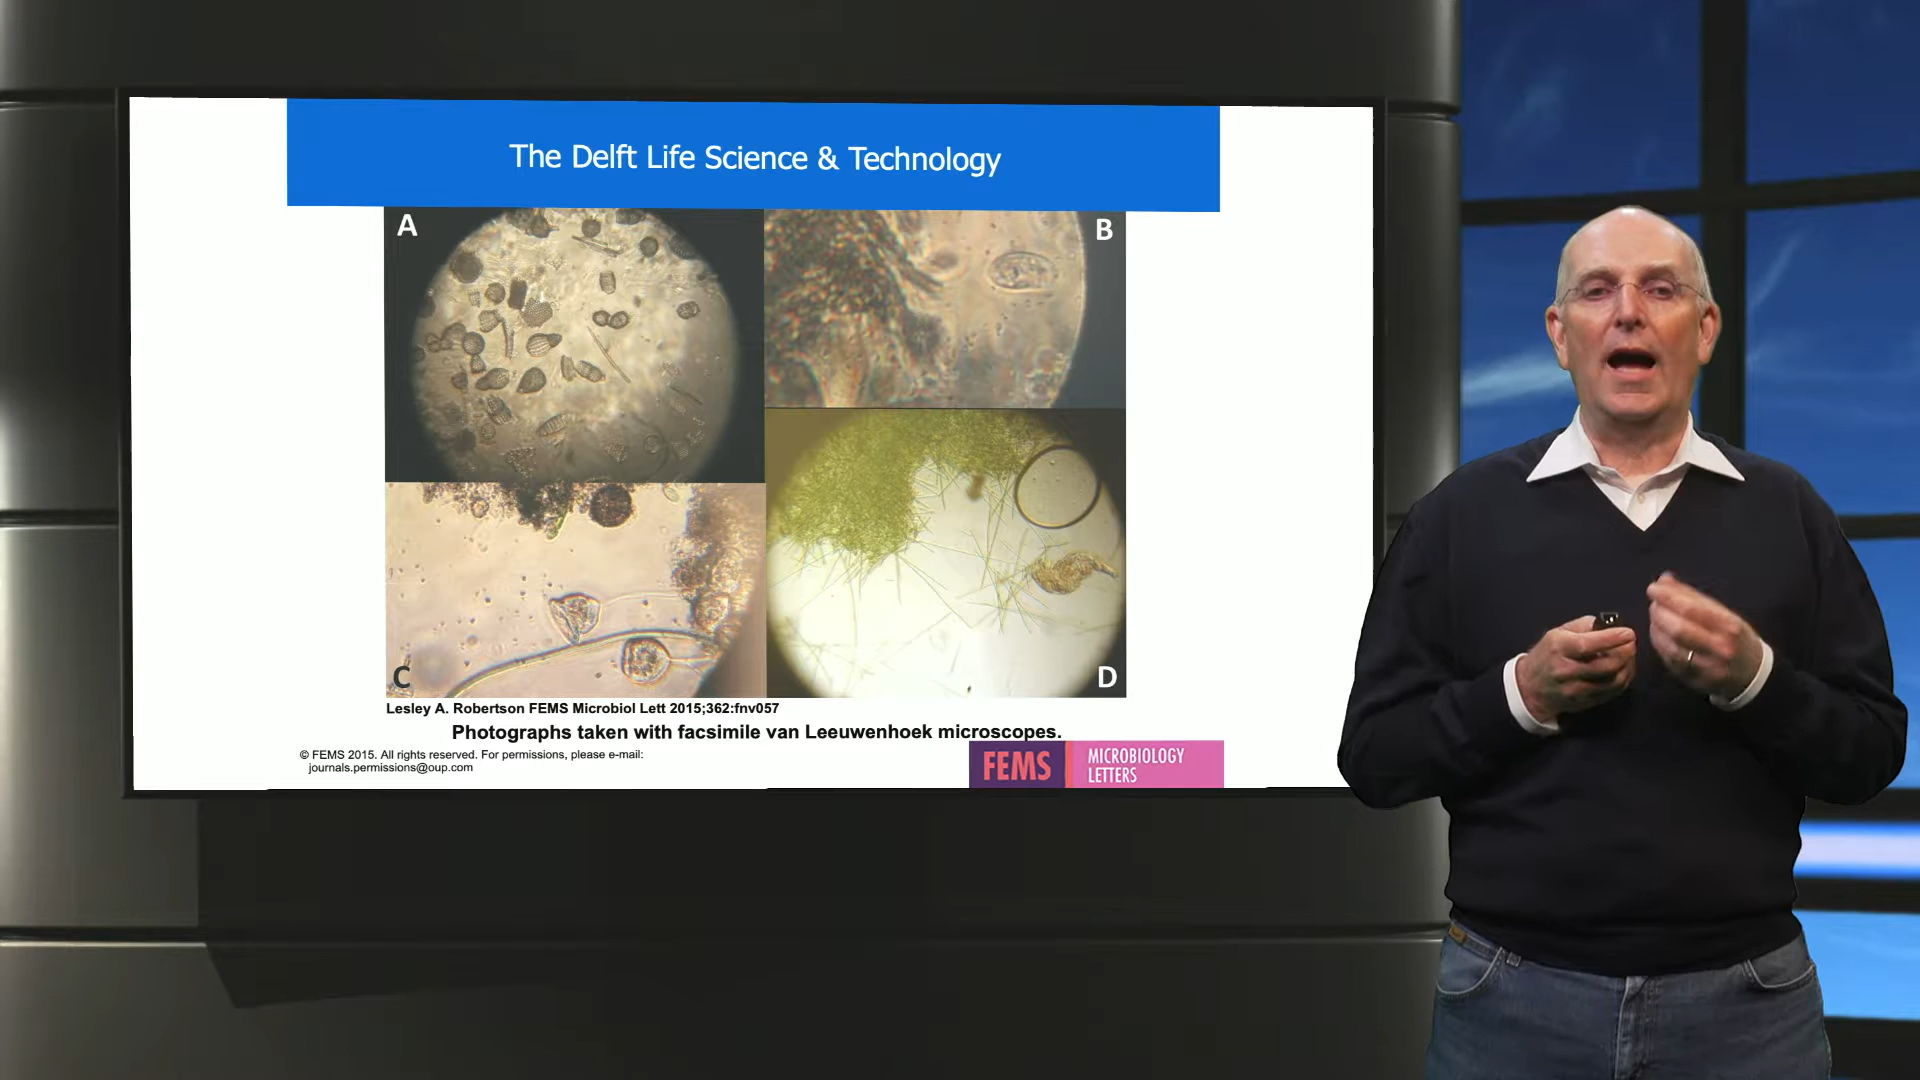 The Delft Life Science & Technology
A
B
C
D
Lesley A. Robertson FEMS Microbiol Lett 2015;362:fnv057
Photographs taken with facsimile van Leeuwenhoek microscopes.
© FEMS 2015. All rights reserved. For permissions, please e-mail:
journals.permissions@oup.com
FEMS
MICROBIOLOGY
LETTERS